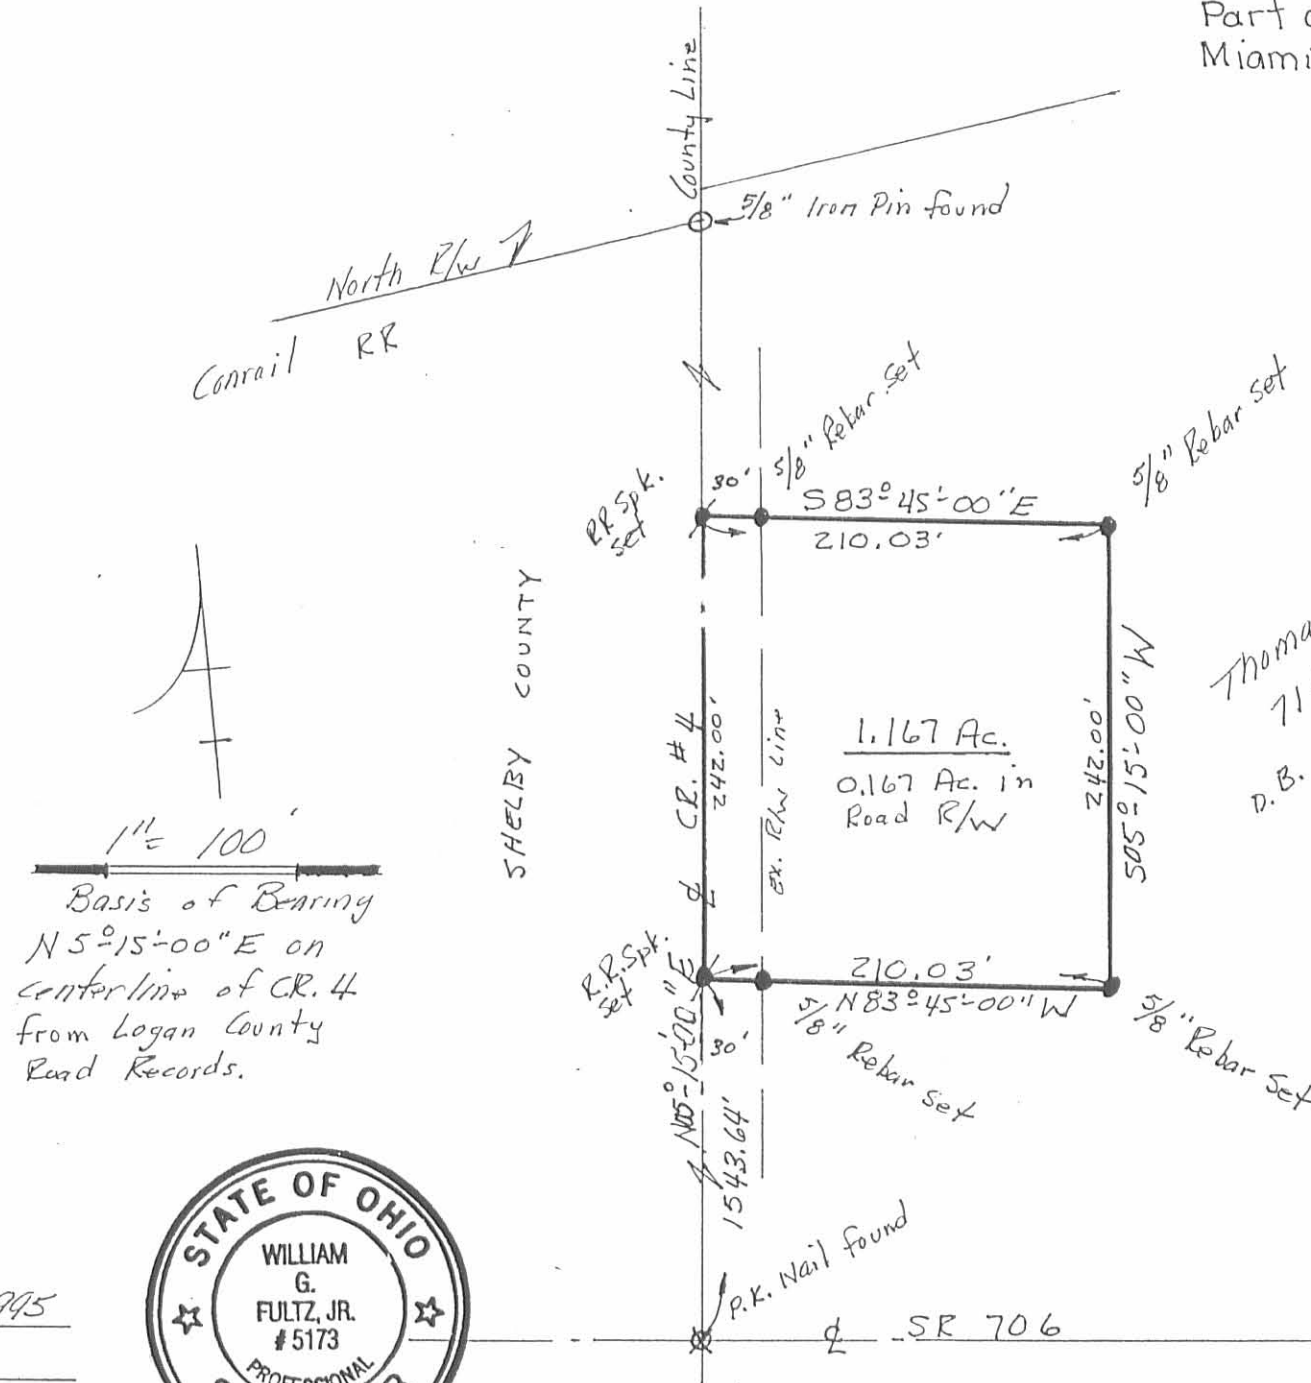 Part
Miami
County Line
5/8" Iron Pin found
North R/W
Conrail RR
5/8" Rebar set
5/8" Rebar set
RR Spk.
set
30'
S83°-45'-00"E
210.03'
SHELBY COUNTY
℄ CR. #4
242.00'
ex. R/W Line
1.167 Ac.
0.167 Ac. in
Road R/W
242.00'
S05°-15'-00"W
Thoma
71
D.B.
1"= 100'
Basis of Bearing
N5°-15'-00"E on
centerline of CR. 4
from Logan County
Road Records.
R.R. Spk.
set
210.03'
N83°-45'-00"W
5/8" Rebar set
5/8" Rebar Set
30'
N05°-15'-00"E
1543.64'
P.K. Nail found
℄ SR 706
995
STATE OF OHIO
WILLIAM
G.
FULTZ, JR.
#5173
PROFESSIONAL